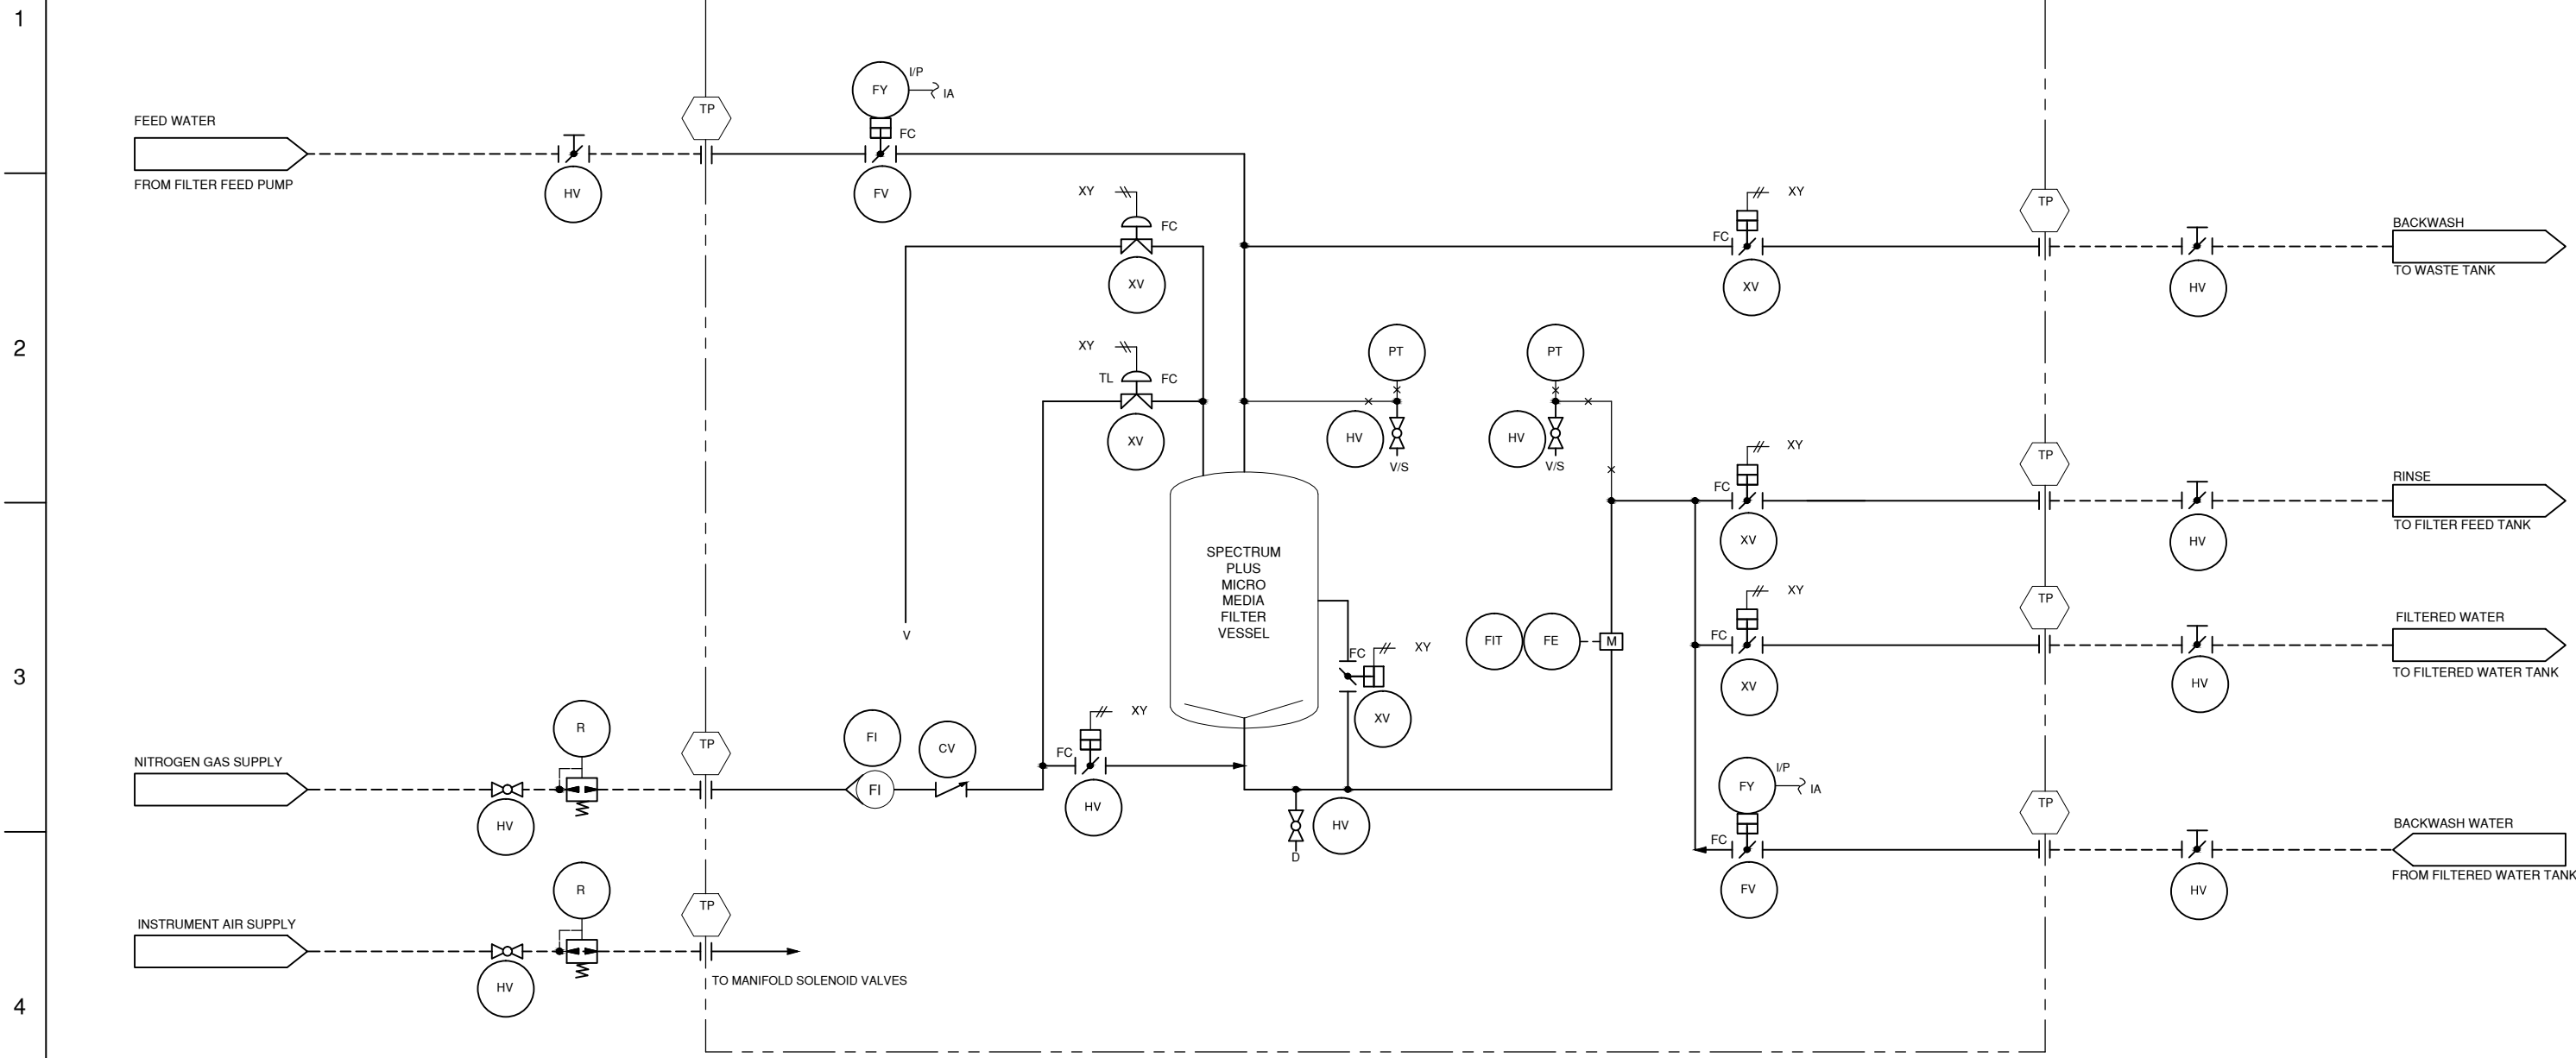 1
I/P
FY
IA
TP
FEED WATER
FC
FROM FILTER FEED PUMP
HV
FV
XY
FC
XV
XY
FC
XV
TP
BACKWASH
TO WASTE TANK
HV
2
XY
TL
FC
XV
PT
HV
V/S
PT
HV
V/S
XY
FC
XV
TP
RINSE
TO FILTER FEED TANK
HV
SPECTRUM
PLUS
MICRO
MEDIA
FILTER
VESSEL
V
3
FIT
FE
M
FC
XY
XV
XY
FC
XV
TP
FILTERED WATER
TO FILTERED WATER TANK
HV
NITROGEN GAS SUPPLY
HV
R
TP
FI
FI
CV
XY
FC
HV
HV
D
I/P
FY
IA
FC
FV
TP
BACKWASH WATER
FROM FILTERED WATER TANK
HV
INSTRUMENT AIR SUPPLY
HV
R
TP
TO MANIFOLD SOLENOID VALVES
4